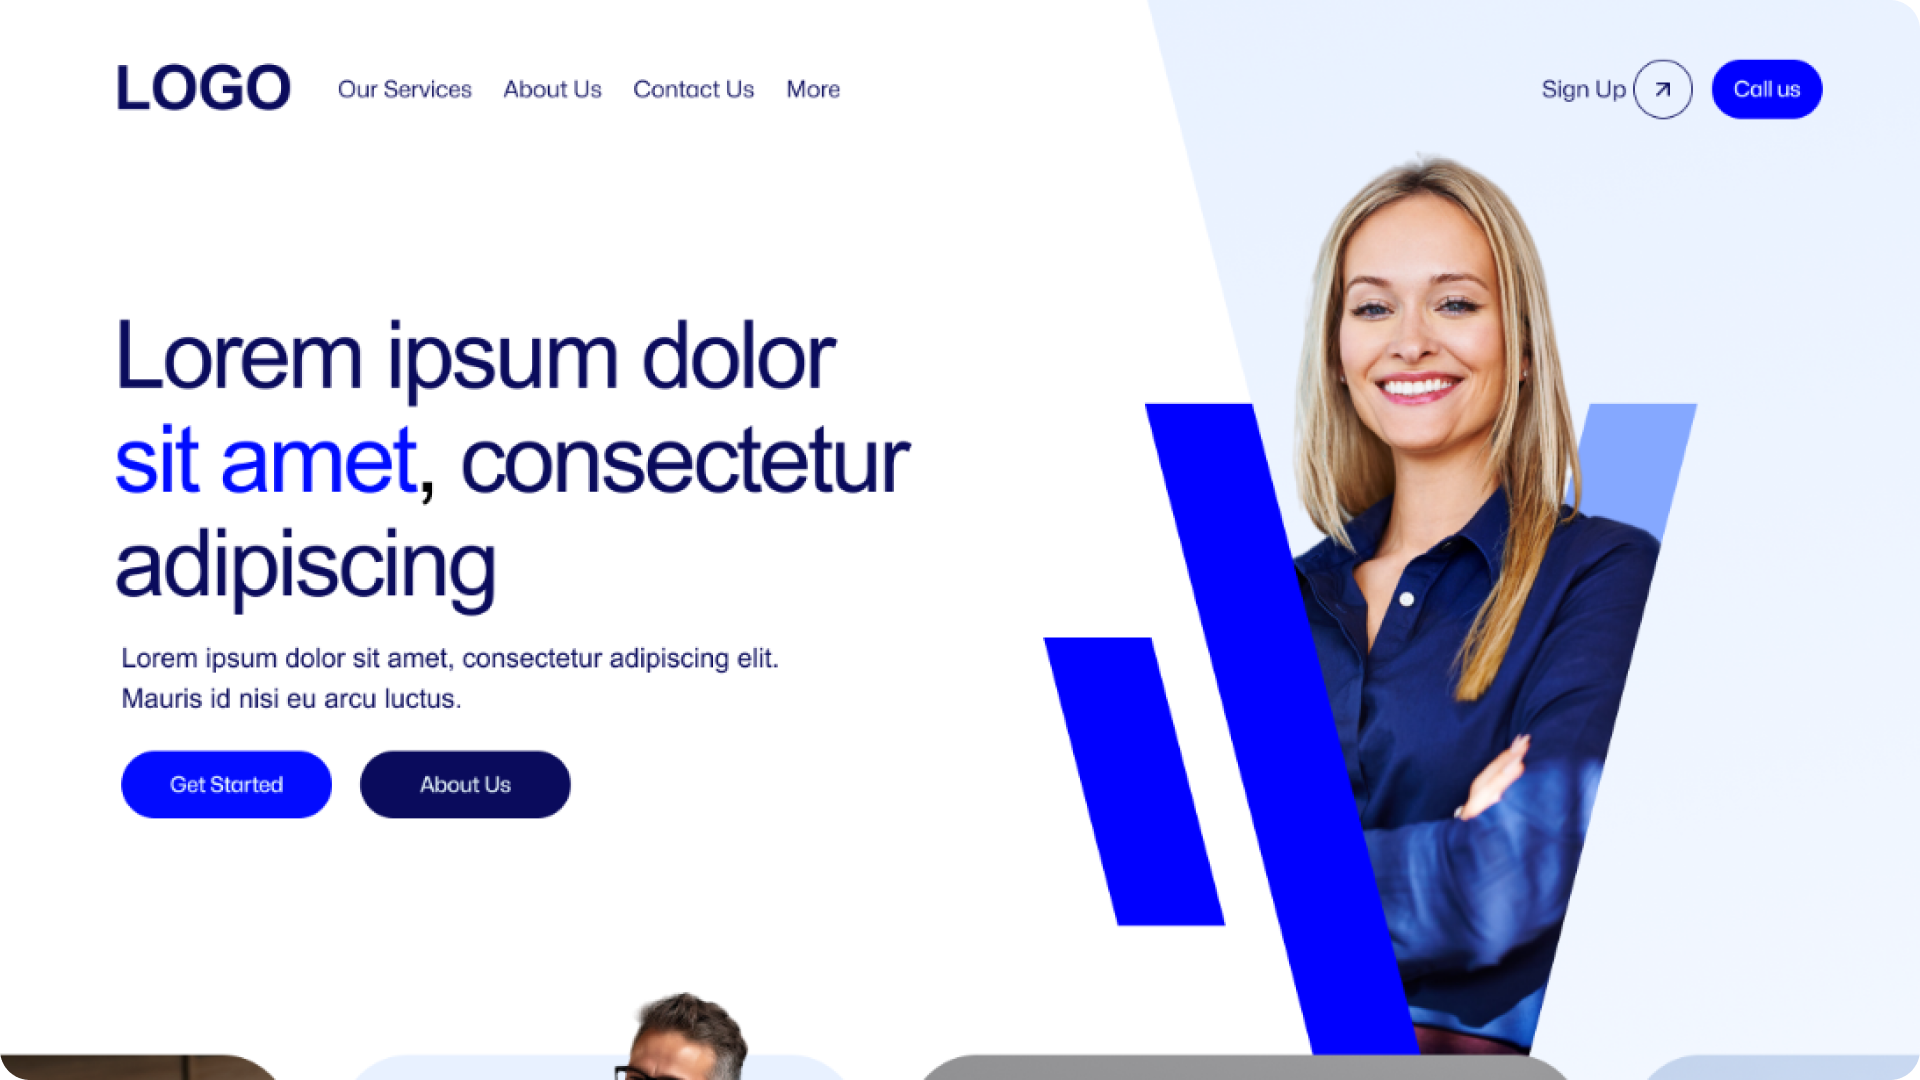 LOGO Our Services About Us Contact Us More Sign Up Call us
Lorem ipsum dolor
sit amet, consectetur
adipiscing
Lorem ipsum dolor sit amet, consectetur adipiscing elit.
Mauris id nisi eu arcu luctus.
Get Started About Us